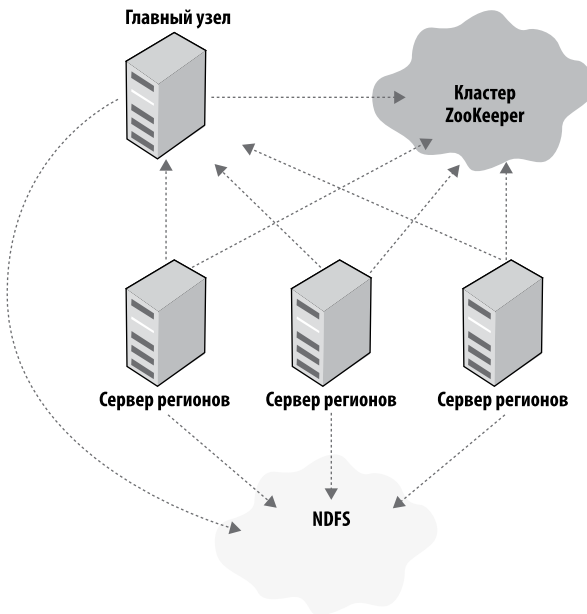 Главный узел
Кластер
ZooKeeper
Сервер регионов
Сервер регионов
Сервер регионов
NDFS